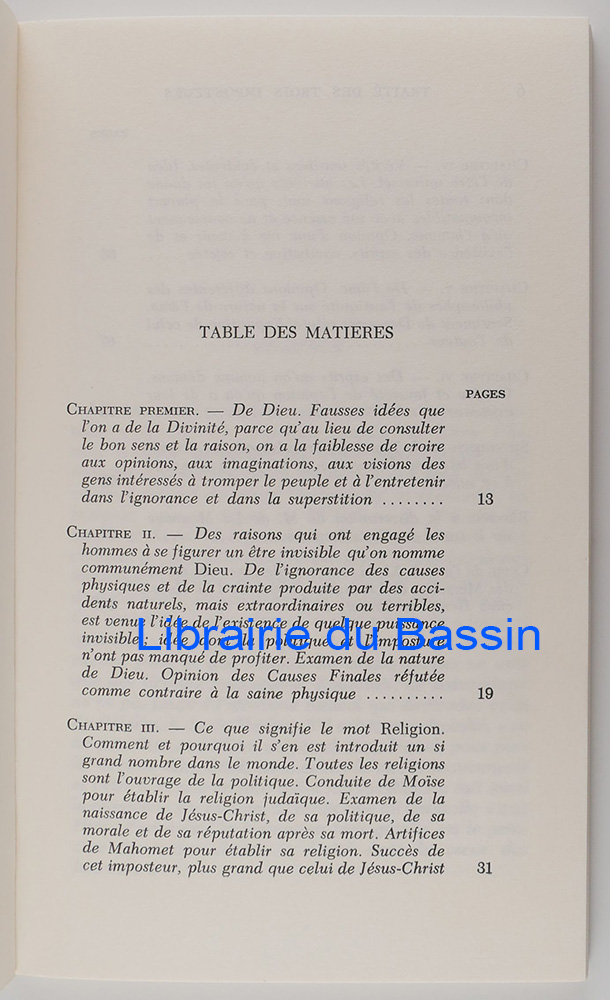 TABLE DES MATIERES
PAGES
CHAPITRE PREMIER. — De Dieu. Fausses idées que
l'on a de la Divinité, parce qu'au lieu de consulter
le bon sens et la raison, on a la faiblesse de croire
aux opinions, aux imaginations, aux visions des
gens intéressés à tromper le peuple et à l'entretenir
dans l'ignorance et dans la superstition ........ 13
CHAPITRE II. — Des raisons qui ont engagé les
hommes à se figurer un être invisible qu'on nomme
communément Dieu. De l'ignorance des causes
physiques et de la crainte produite par des acci-
dents naturels, mais extraordinaires ou terribles,
est venue l'idée de l'existence de quelque puissance
invisible; idée dont la politique et l'imposture
Librairie du Bassin
n'ont pas manqué de profiter. Examen de la nature
de Dieu. Opinion des Causes Finales réfutée
comme contraire à la saine physique .......... 19
CHAPITRE III. — Ce que signifie le mot Religion.
Comment et pourquoi il s'en est introduit un si
grand nombre dans le monde. Toutes les religions
sont l'ouvrage de la politique. Conduite de Moïse
pour établir la religion judaïque. Examen de la
naissance de Jésus-Christ, de sa politique, de sa
morale et de sa réputation après sa mort. Artifices
de Mahomet pour établir sa religion. Succès de
cet imposteur, plus grand que celui de Jésus-Christ 31